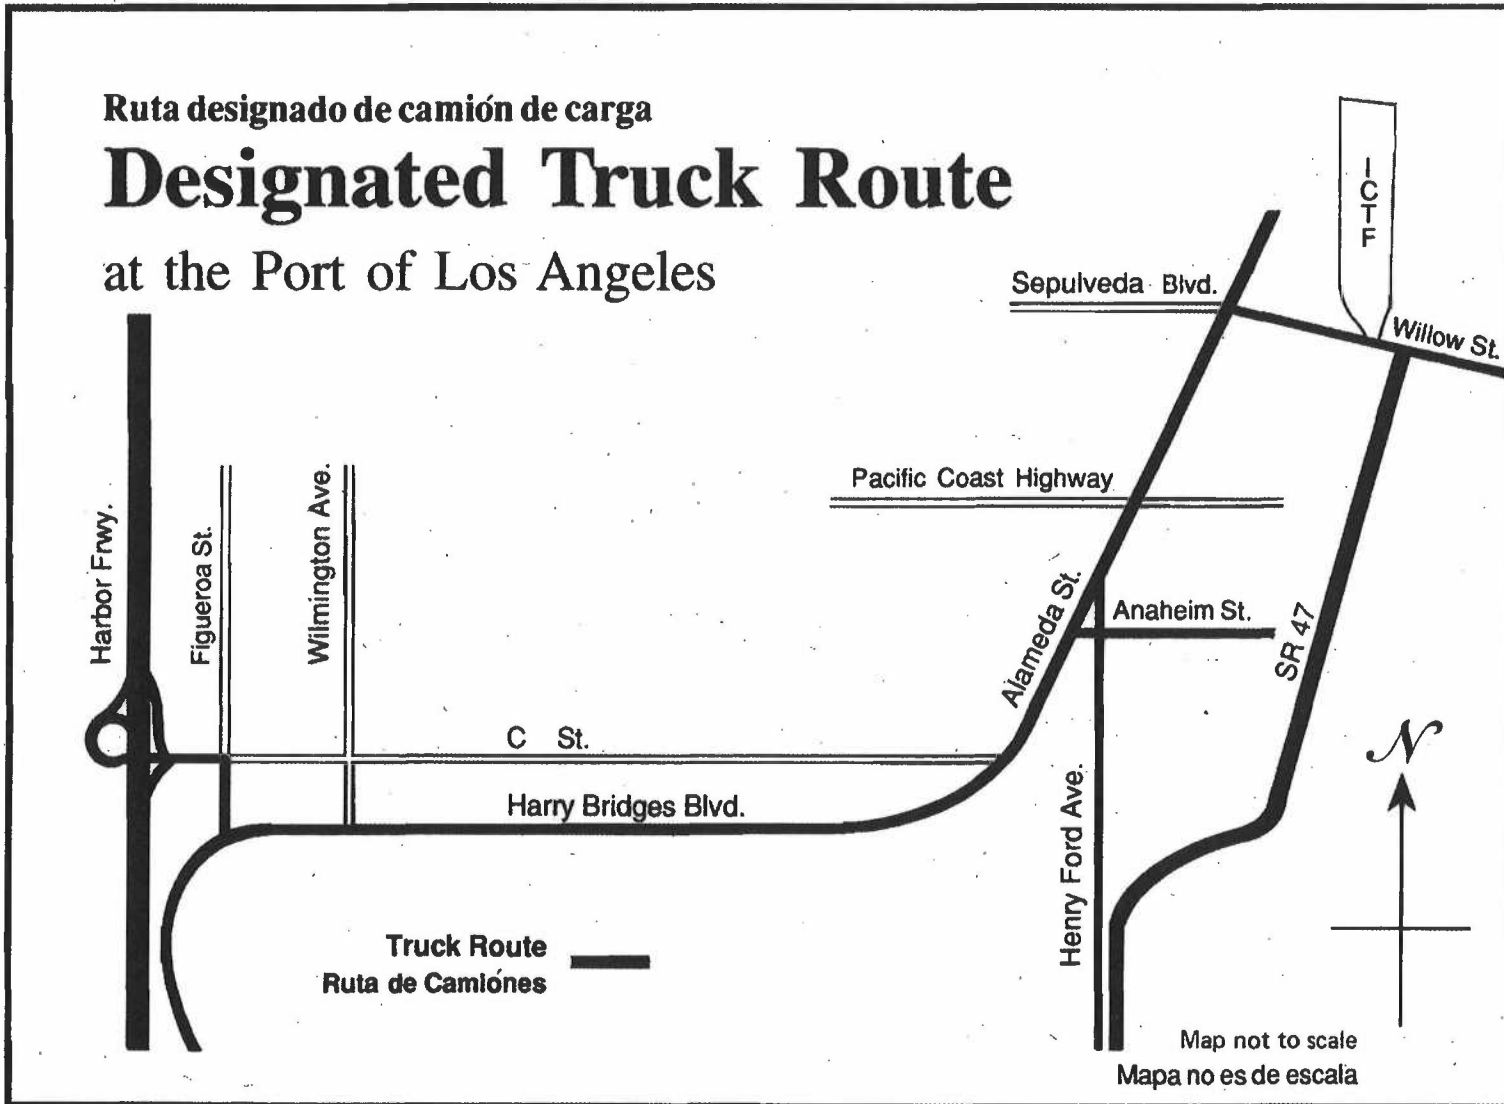 Ruta designado de camión de carga
Designated Truck Route
at the Port of Los Angeles
ICTF
Sepulveda Blvd.
Willow St.
Pacific Coast Highway
Harbor Frwy.
Figueroa St.
Wilmington Ave.
Alameda St.
Anaheim St.
SR 47
C St.
Harry Bridges Blvd.
Henry Ford Ave.
N
Truck Route
Ruta de Camiónes
Map not to scale
Mapa no es de escala